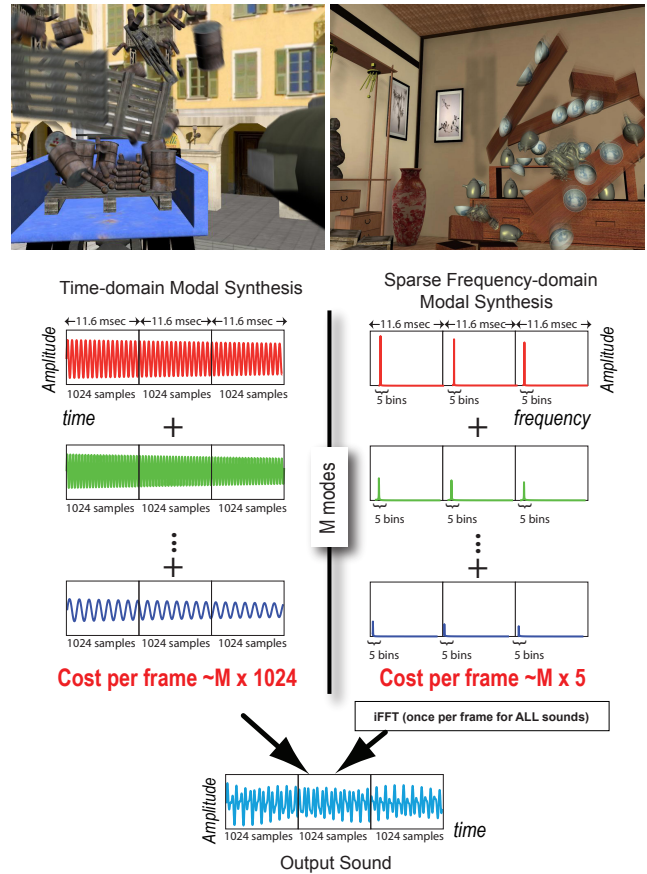 Time-domain Modal Synthesis
Sparse Frequency-domain
Modal Synthesis
11.6 msec 11.6 msec 11.6 msec
Amplitude
1024 samples 1024 samples 1024 samples
time
+
11.6 msec 11.6 msec 11.6 msec
Amplitude
5 bins 5 bins 5 bins
frequency
+
M modes
1024 samples 1024 samples 1024 samples
+
5 bins 5 bins 5 bins
+
1024 samples 1024 samples 1024 samples
5 bins 5 bins 5 bins
Cost per frame ~M x 1024
Cost per frame ~M x 5
iFFT (once per frame for ALL sounds)
Amplitude
1024 samples 1024 samples 1024 samples
time
Output Sound